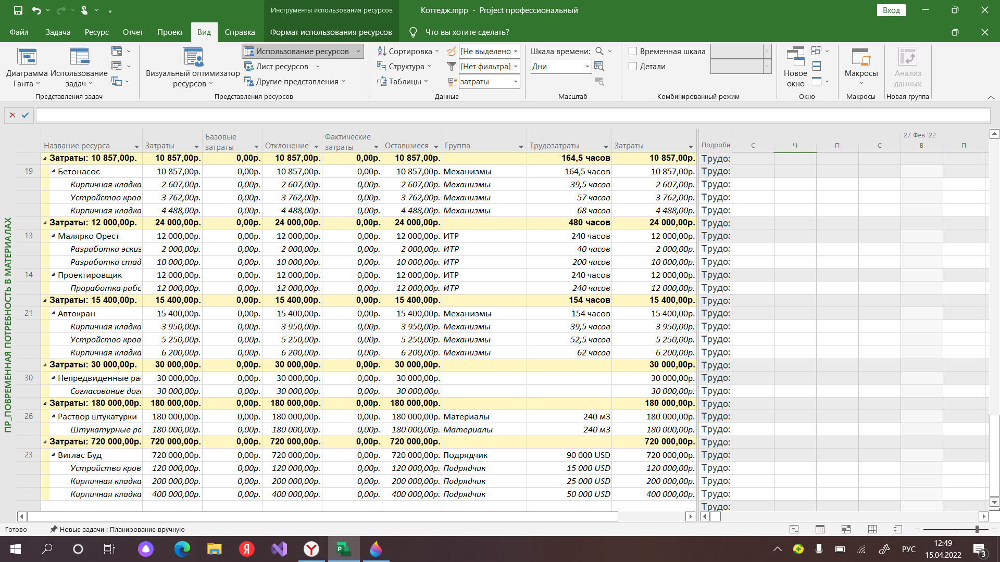 Инструменты использования ресурсов
Коттедж.mpp - Project профессиональный
Вход
Файл Задача Ресурс Отчет Проект Вид Справка Формат использования ресурсов Что вы хотите сделать?
Диаграмма Ганта
Использование задач
Представления задач
Визуальный оптимизатор ресурсов
Использование ресурсов
Лист ресурсов
Другие представления
Представления ресурсов
Сортировка
Структура
Таблицы
[Не выделено
[Нет фильтра]
затраты
Данные
Шкала времени:
Дни
Масштаб
Временная шкала
Детали
Комбинированный режим
Новое окно
Окно
Макросы
Макросы
Анализ данных
Новая группа
ПР_ПОВРЕМЕННАЯ ПОТРЕБНОСТЬ В МАТЕРИАЛАХ
Название ресурса Затраты Базовые затраты Отклонение Фактические затраты Оставшиеся Группа Трудозатраты Затраты Подробн 27 Фев '22 С Ч П С В П
Затраты: 10 857,00р. 10 857,00р. 0,00р. 10 857,00р. 0,00р. 10 857,00р. 164,5 часов 10 857,00р. Трудоз
19 Бетонасос 10 857,00р. 0,00р. 10 857,00р. 0,00р. 10 857,00р. Механизмы 164,5 часов 10 857,00р. Трудоз
Кирпичная кладка 2 607,00р. 0,00р. 2 607,00р. 0,00р. 2 607,00р. Механизмы 39,5 часов 2 607,00р. Трудоз
Устройство кров 3 762,00р. 0,00р. 3 762,00р. 0,00р. 3 762,00р. Механизмы 57 часов 3 762,00р. Трудоз
Кирпичная кладка 4 488,00р. 0,00р. 4 488,00р. 0,00р. 4 488,00р. Механизмы 68 часов 4 488,00р. Трудоз
Затраты: 12 000,00р. 24 000,00р. 0,00р. 24 000,00р. 0,00р. 24 000,00р. 480 часов 24 000,00р. Трудоз
13 Малярко Орест 12 000,00р. 0,00р. 12 000,00р. 0,00р. 12 000,00р. ИТР 240 часов 12 000,00р. Трудоз
Разработка эскиз 2 000,00р. 0,00р. 2 000,00р. 0,00р. 2 000,00р. ИТР 40 часов 2 000,00р. Трудоз
Разработка стад 10 000,00р. 0,00р. 10 000,00р. 0,00р. 10 000,00р. ИТР 200 часов 10 000,00р. Трудоз
14 Проектировщик 12 000,00р. 0,00р. 12 000,00р. 0,00р. 12 000,00р. ИТР 240 часов 12 000,00р. Трудоз
Проработка рабо 12 000,00р. 0,00р. 12 000,00р. 0,00р. 12 000,00р. ИТР 240 часов 12 000,00р. Трудоз
Затраты: 15 400,00р. 15 400,00р. 0,00р. 15 400,00р. 0,00р. 15 400,00р. 154 часов 15 400,00р. Трудоз
21 Автокран 15 400,00р. 0,00р. 15 400,00р. 0,00р. 15 400,00р. Механизмы 154 часов 15 400,00р. Трудоз
Кирпичная кладка 3 950,00р. 0,00р. 3 950,00р. 0,00р. 3 950,00р. Механизмы 39,5 часов 3 950,00р. Трудоз
Устройство кров 5 250,00р. 0,00р. 5 250,00р. 0,00р. 5 250,00р. Механизмы 52,5 часов 5 250,00р. Трудоз
Кирпичная кладка 6 200,00р. 0,00р. 6 200,00р. 0,00р. 6 200,00р. Механизмы 62 часов 6 200,00р. Трудоз
Затраты: 30 000,00р. 30 000,00р. 0,00р. 30 000,00р. 0,00р. 30 000,00р. 30 000,00р. Трудоз
30 Непредвиденные рас 30 000,00р. 0,00р. 30 000,00р. 0,00р. 30 000,00р. 30 000,00р. Трудоз
Согласование дог 30 000,00р. 0,00р. 30 000,00р. 0,00р. 30 000,00р. 30 000,00р. Трудоз
Затраты: 180 000,00р. 180 000,00р. 0,00р. 180 000,00р. 0,00р. 180 000,00р. 180 000,00р. Трудоз
26 Раствор штукатурки 180 000,00р. 0,00р. 180 000,00р. 0,00р. 180 000,00р. Материалы 240 м3 180 000,00р. Трудоз
Штукатурные ра 180 000,00р. 0,00р. 180 000,00р. 0,00р. 180 000,00р. Материалы 240 м3 180 000,00р. Трудоз
Затраты: 720 000,00р. 720 000,00р. 0,00р. 720 000,00р. 0,00р. 720 000,00р. 720 000,00р. Трудоз
23 Виглас Буд 720 000,00р. 0,00р. 720 000,00р. 0,00р. 720 000,00р. Подрядчик 90 000 USD 720 000,00р. Трудоз
Устройство кров 120 000,00р. 0,00р. 120 000,00р. 0,00р. 120 000,00р. Подрядчик 15 000 USD 120 000,00р. Трудоз
Кирпичная кладка 200 000,00р. 0,00р. 200 000,00р. 0,00р. 200 000,00р. Подрядчик 25 000 USD 200 000,00р. Трудоз
Кирпичная кладка 400 000,00р. 0,00р. 400 000,00р. 0,00р. 400 000,00р. Подрядчик 50 000 USD 400 000,00р. Трудоз
Трудоз
Готово Новые задачи : Планирование вручную
РУС
12:49
15.04.2022
3